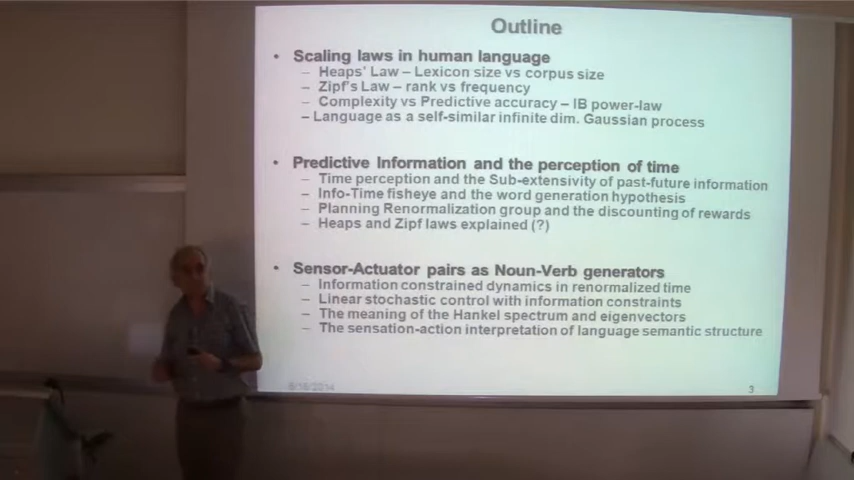 Outline
• Scaling laws in human language
– Heaps' Law – Lexicon size vs corpus size
– Zipf's Law – rank vs frequency
– Complexity vs Predictive accuracy – IB power-law
– Language as a self-similar infinite dim. Gaussian process
• Predictive Information and the perception of time
– Time perception and the Sub-extensivity of past-future information
– Info-Time fisheye and the word generation hypothesis
– Planning Renormalization group and the discounting of rewards
– Heaps and Zipf laws explained (?)
• Sensor-Actuator pairs as Noun-Verb generators
– Information constrained dynamics in renormalized time
– Linear stochastic control with information constraints
– The meaning of the Hankel spectrum and eigenvectors
– The sensation-action interpretation of language semantic structure
3